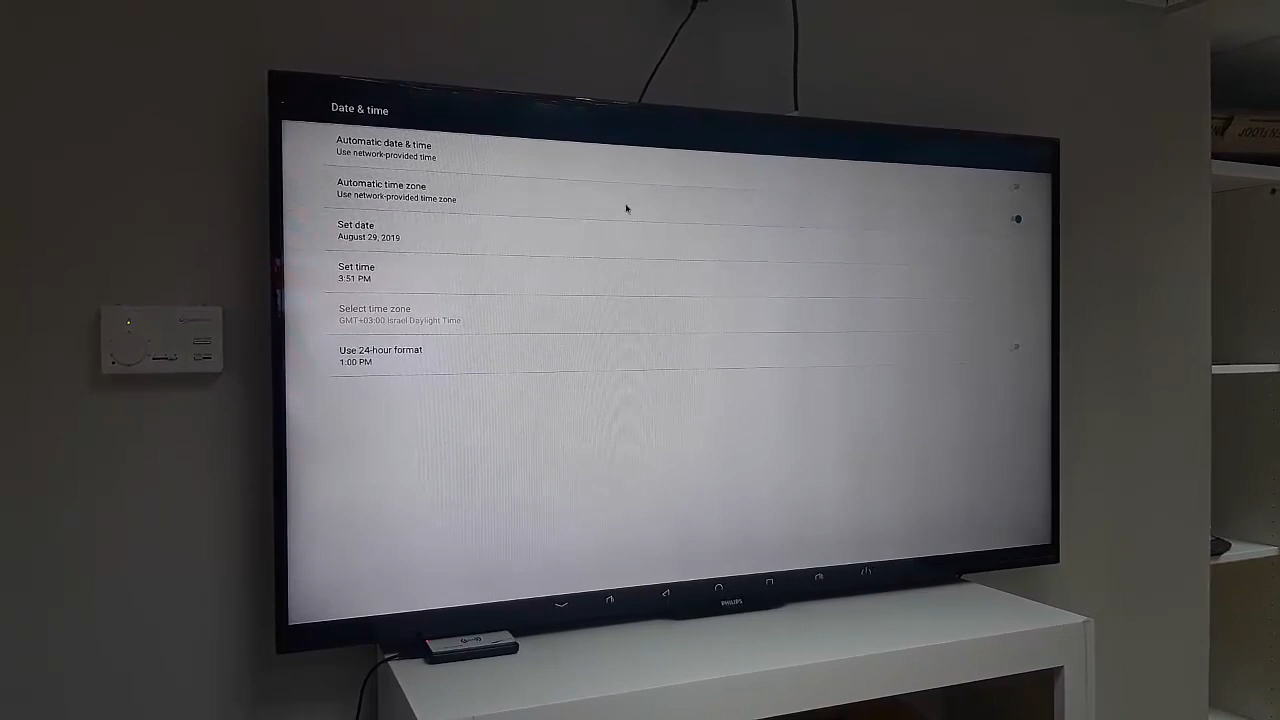 Date & time
Automatic date & time
Use network-provided time
Automatic time zone
Use network-provided time zone
Set date
August 29, 2019
Set time
3:51 PM
Select time zone
GMT+03:00 Israel Daylight Time
Use 24-hour format
1:00 PM
PHILIPS